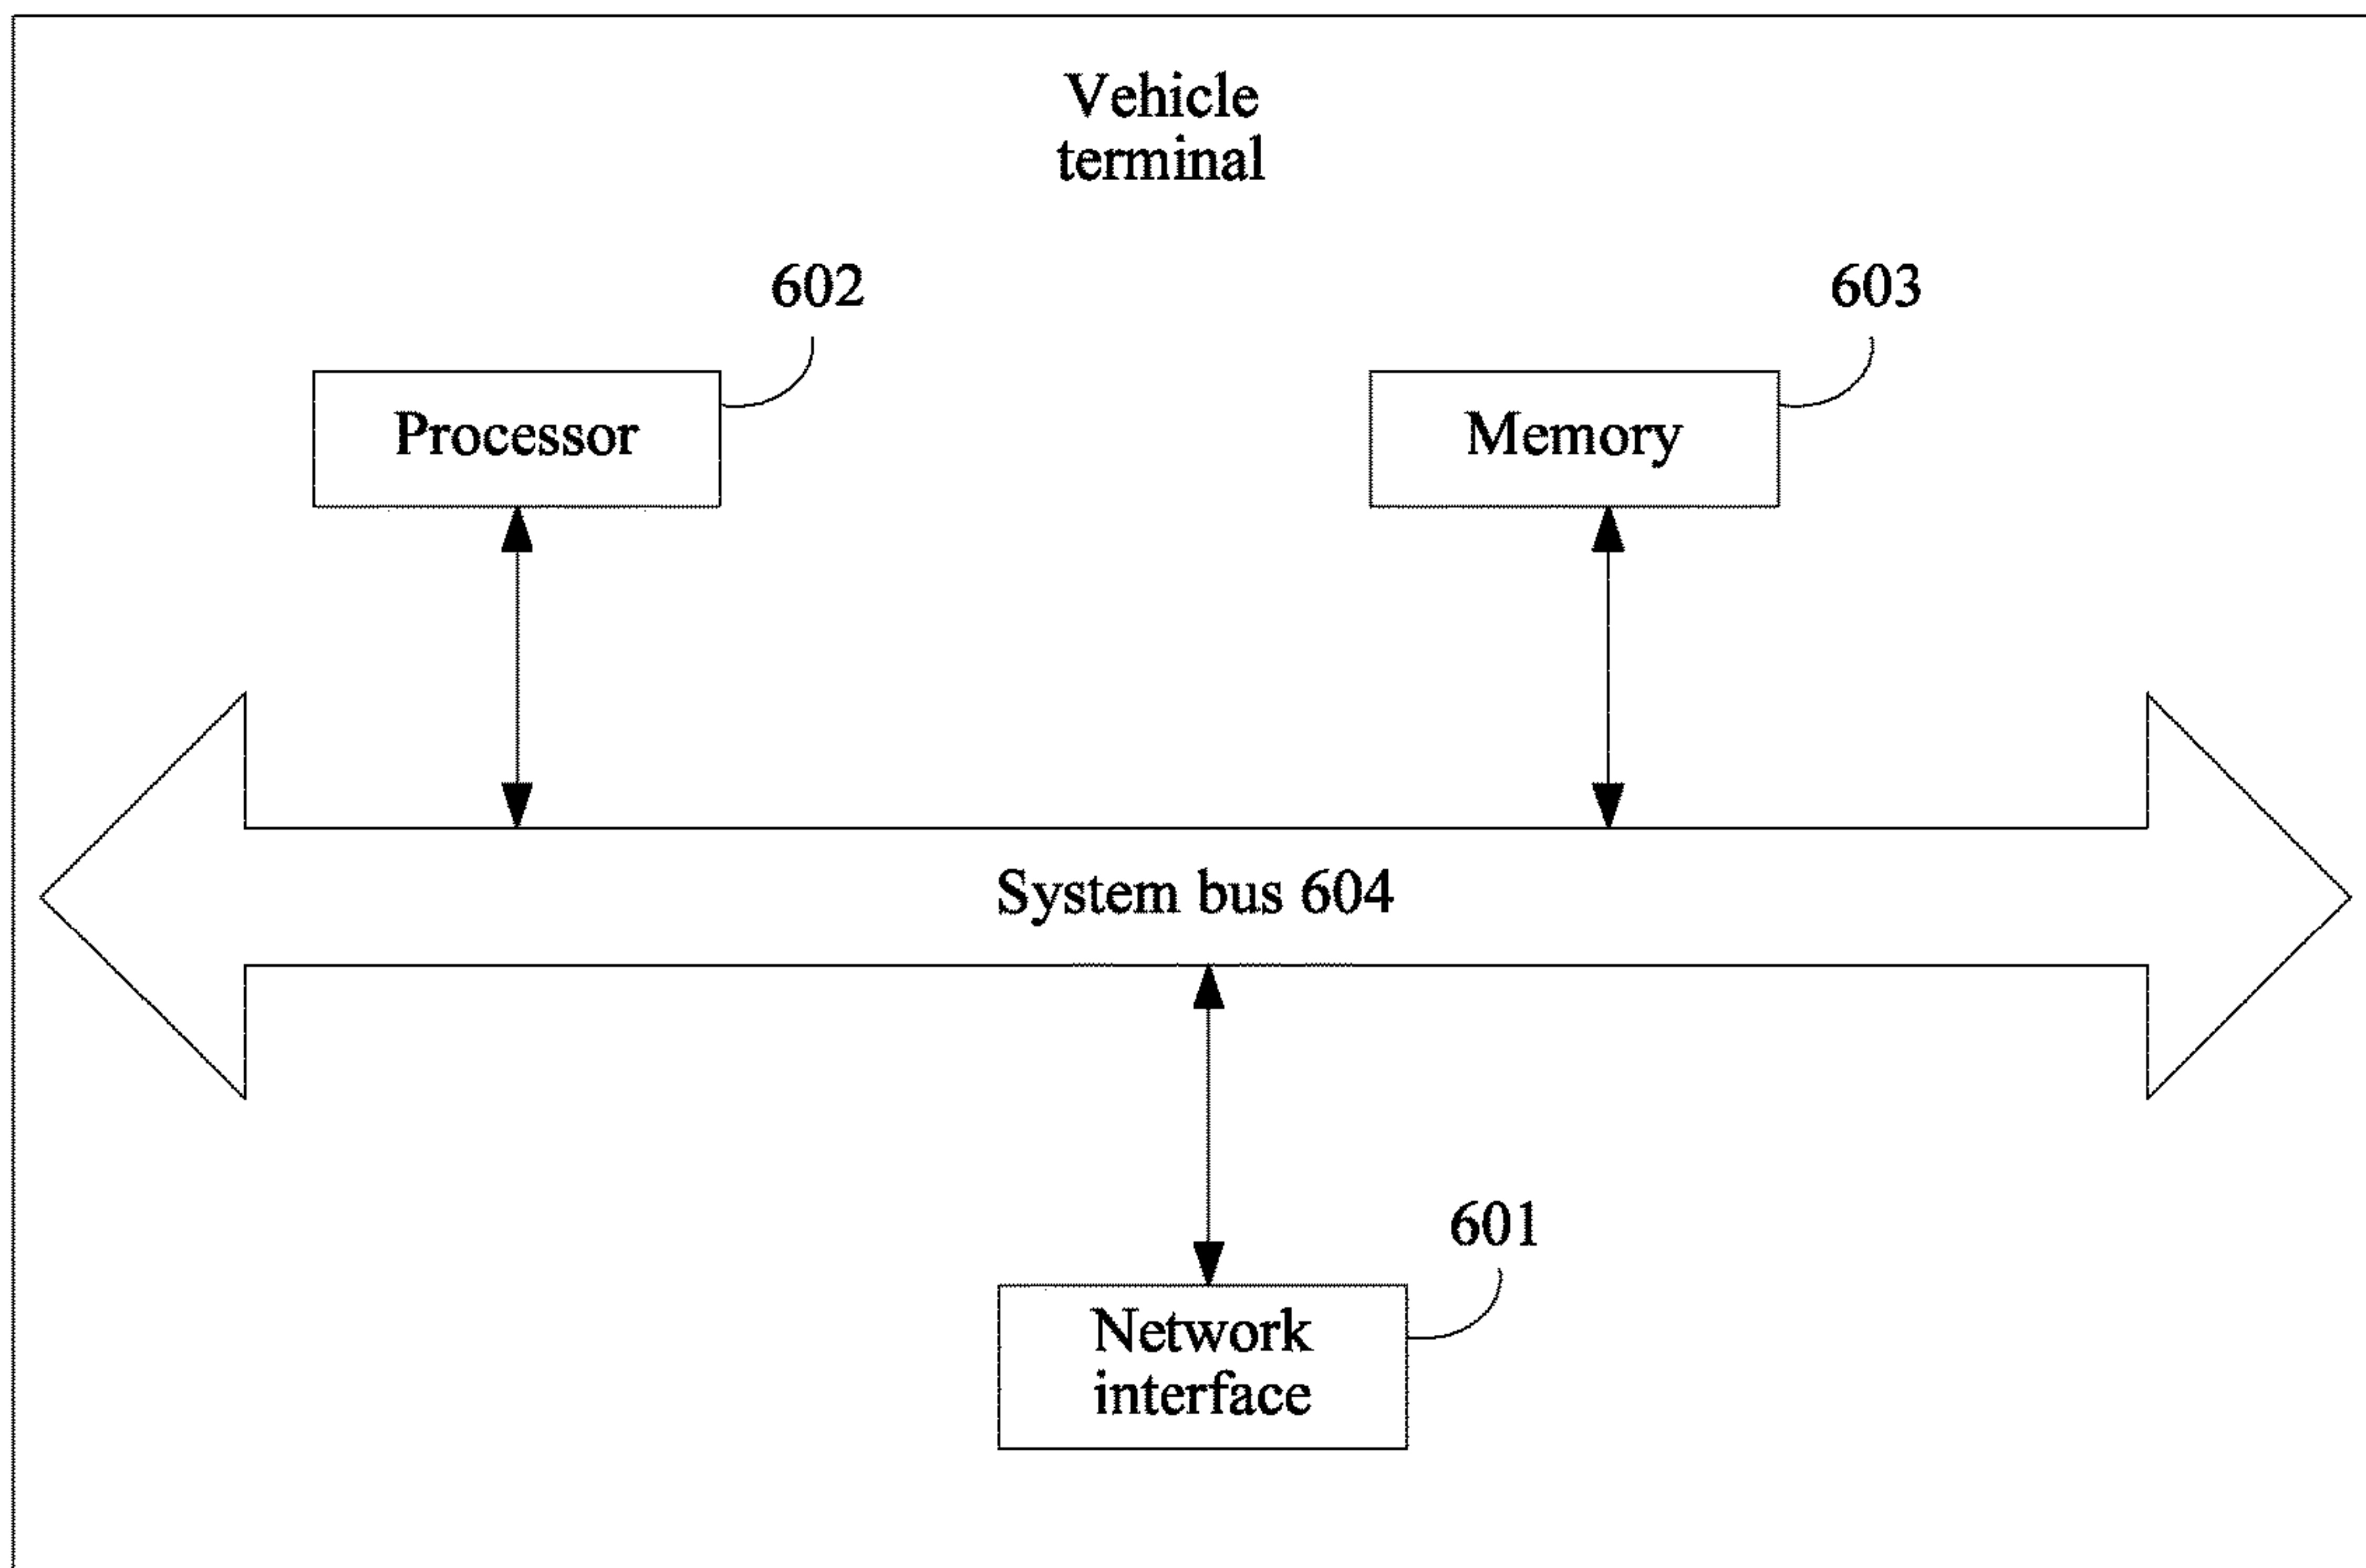 Vehicle
terminal
602
603
Processor
Memory
System bus 604
601
Network
interface